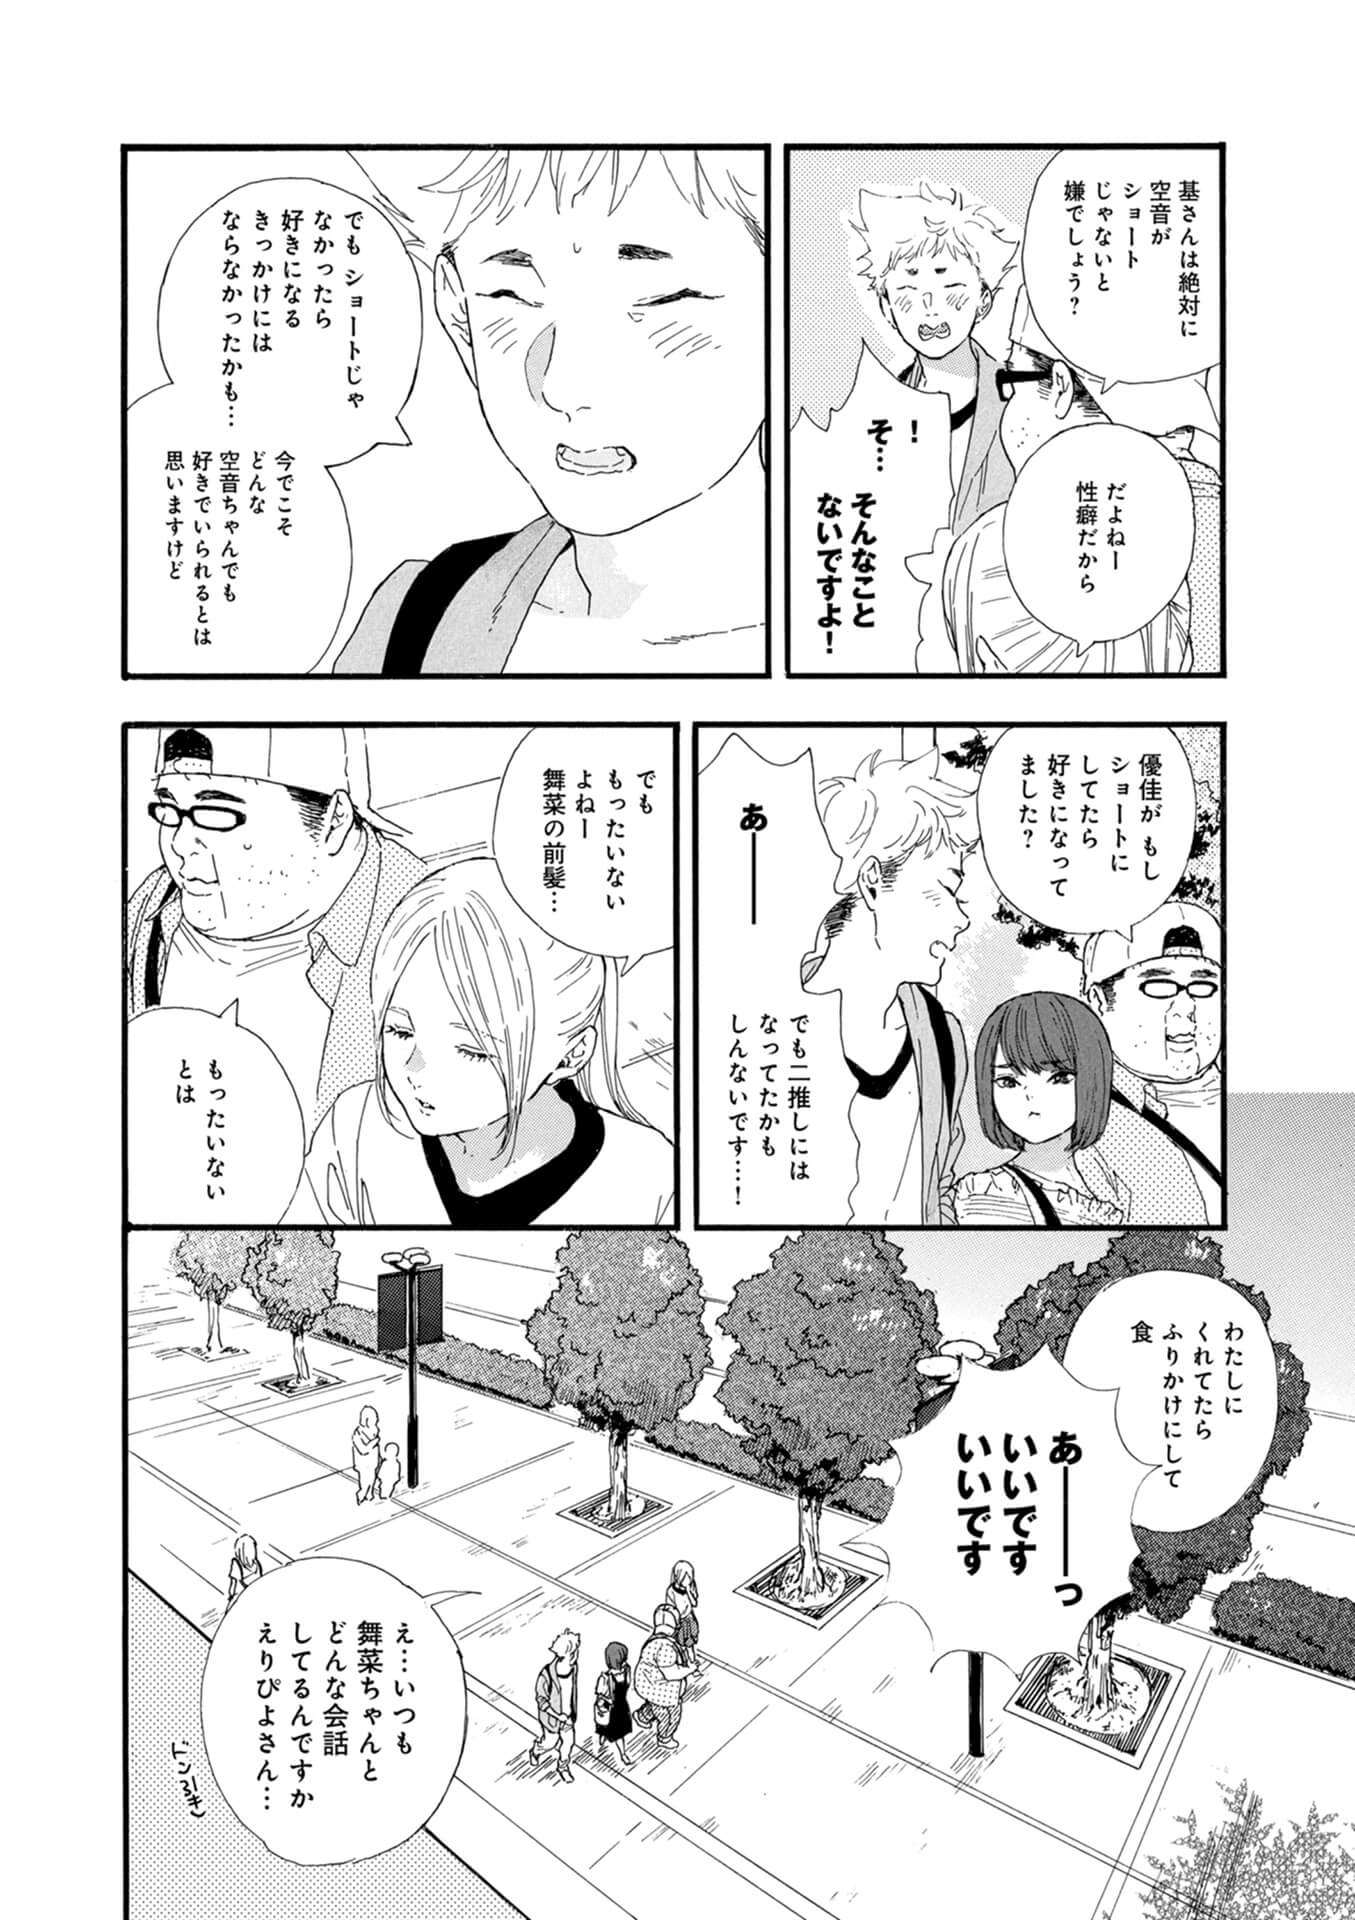 基さんは絶対に
空音が
ショート
じゃないと
嫌でしょう?
だよねー
性癖だから
！
そ…
そんなこと
ないですよ！
でも ショートじゃ
なかったら
好きになる
きっかけには
ならなかったかも…
今でこそ
どんな
空音ちゃんでも
好きでいられるとは
思いますけど
優佳が もし
ショートに
してたら
好きになって
ました?
あーー
でも二推しには
なってたかも
しんないです…！
でも
もったいない
よねー
舞菜の前髪…
もったいない
とは
わたしに
くれてたら
ふりかけにして
食
あーーっ
いいです
いいです
え…いつも
舞菜ちゃんと
どんな会話
してるんですか
えりぴよさん…
ドン引き